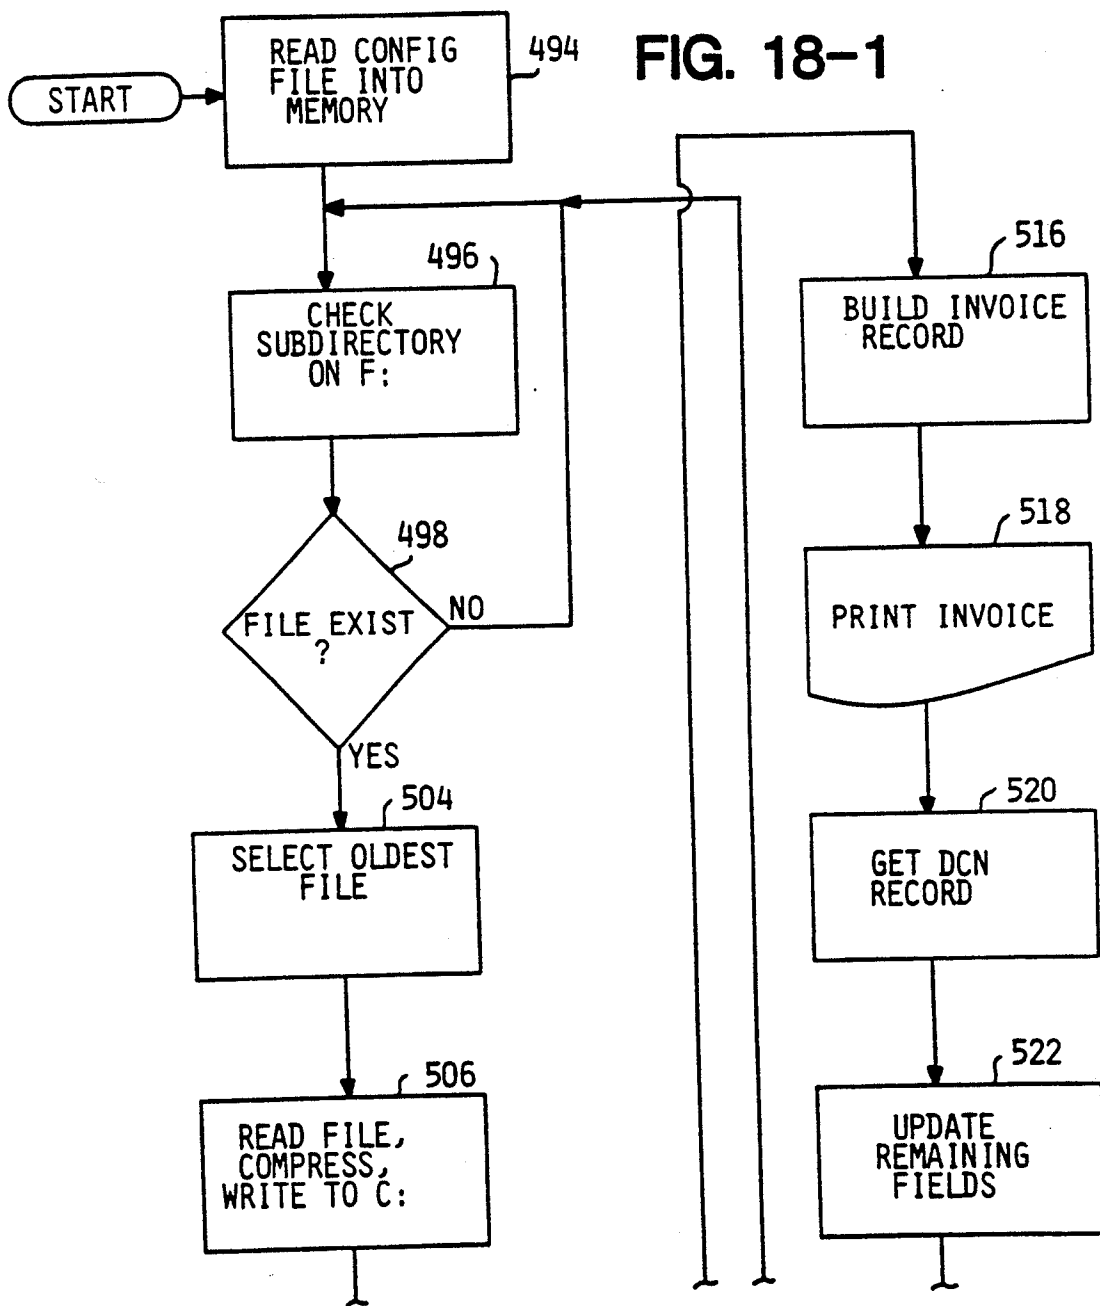 FIG. 18-1
START
READ CONFIG
FILE INTO
MEMORY
494
496
CHECK
SUBDIRECTORY
ON F:
498
FILE EXIST
?
NO
YES
504
SELECT OLDEST
FILE
506
READ FILE,
COMPRESS,
WRITE TO C:
516
BUILD INVOICE
RECORD
518
PRINT INVOICE
520
GET DCN
RECORD
522
UPDATE
REMAINING
FIELDS